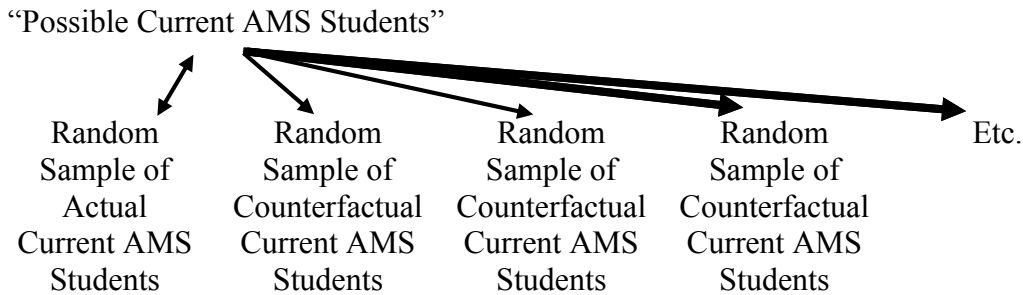 “Possible Current AMS Students”
Random
Sample of
Actual
Current AMS
Students
Random
Sample of
Counterfactual
Current AMS
Students
Random
Sample of
Counterfactual
Current AMS
Students
Random
Sample of
Counterfactual
Current AMS
Students
Etc.